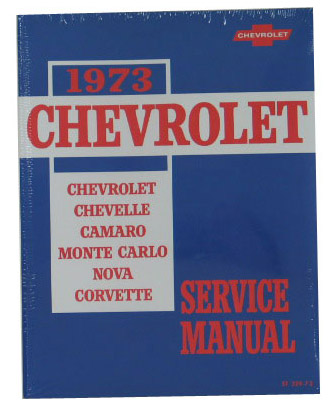 CHEVROLET
1973
CHEVROLET
CHEVROLET
CHEVELLE
CAMARO
MONTE CARLO
NOVA
CORVETTE
SERVICE
MANUAL